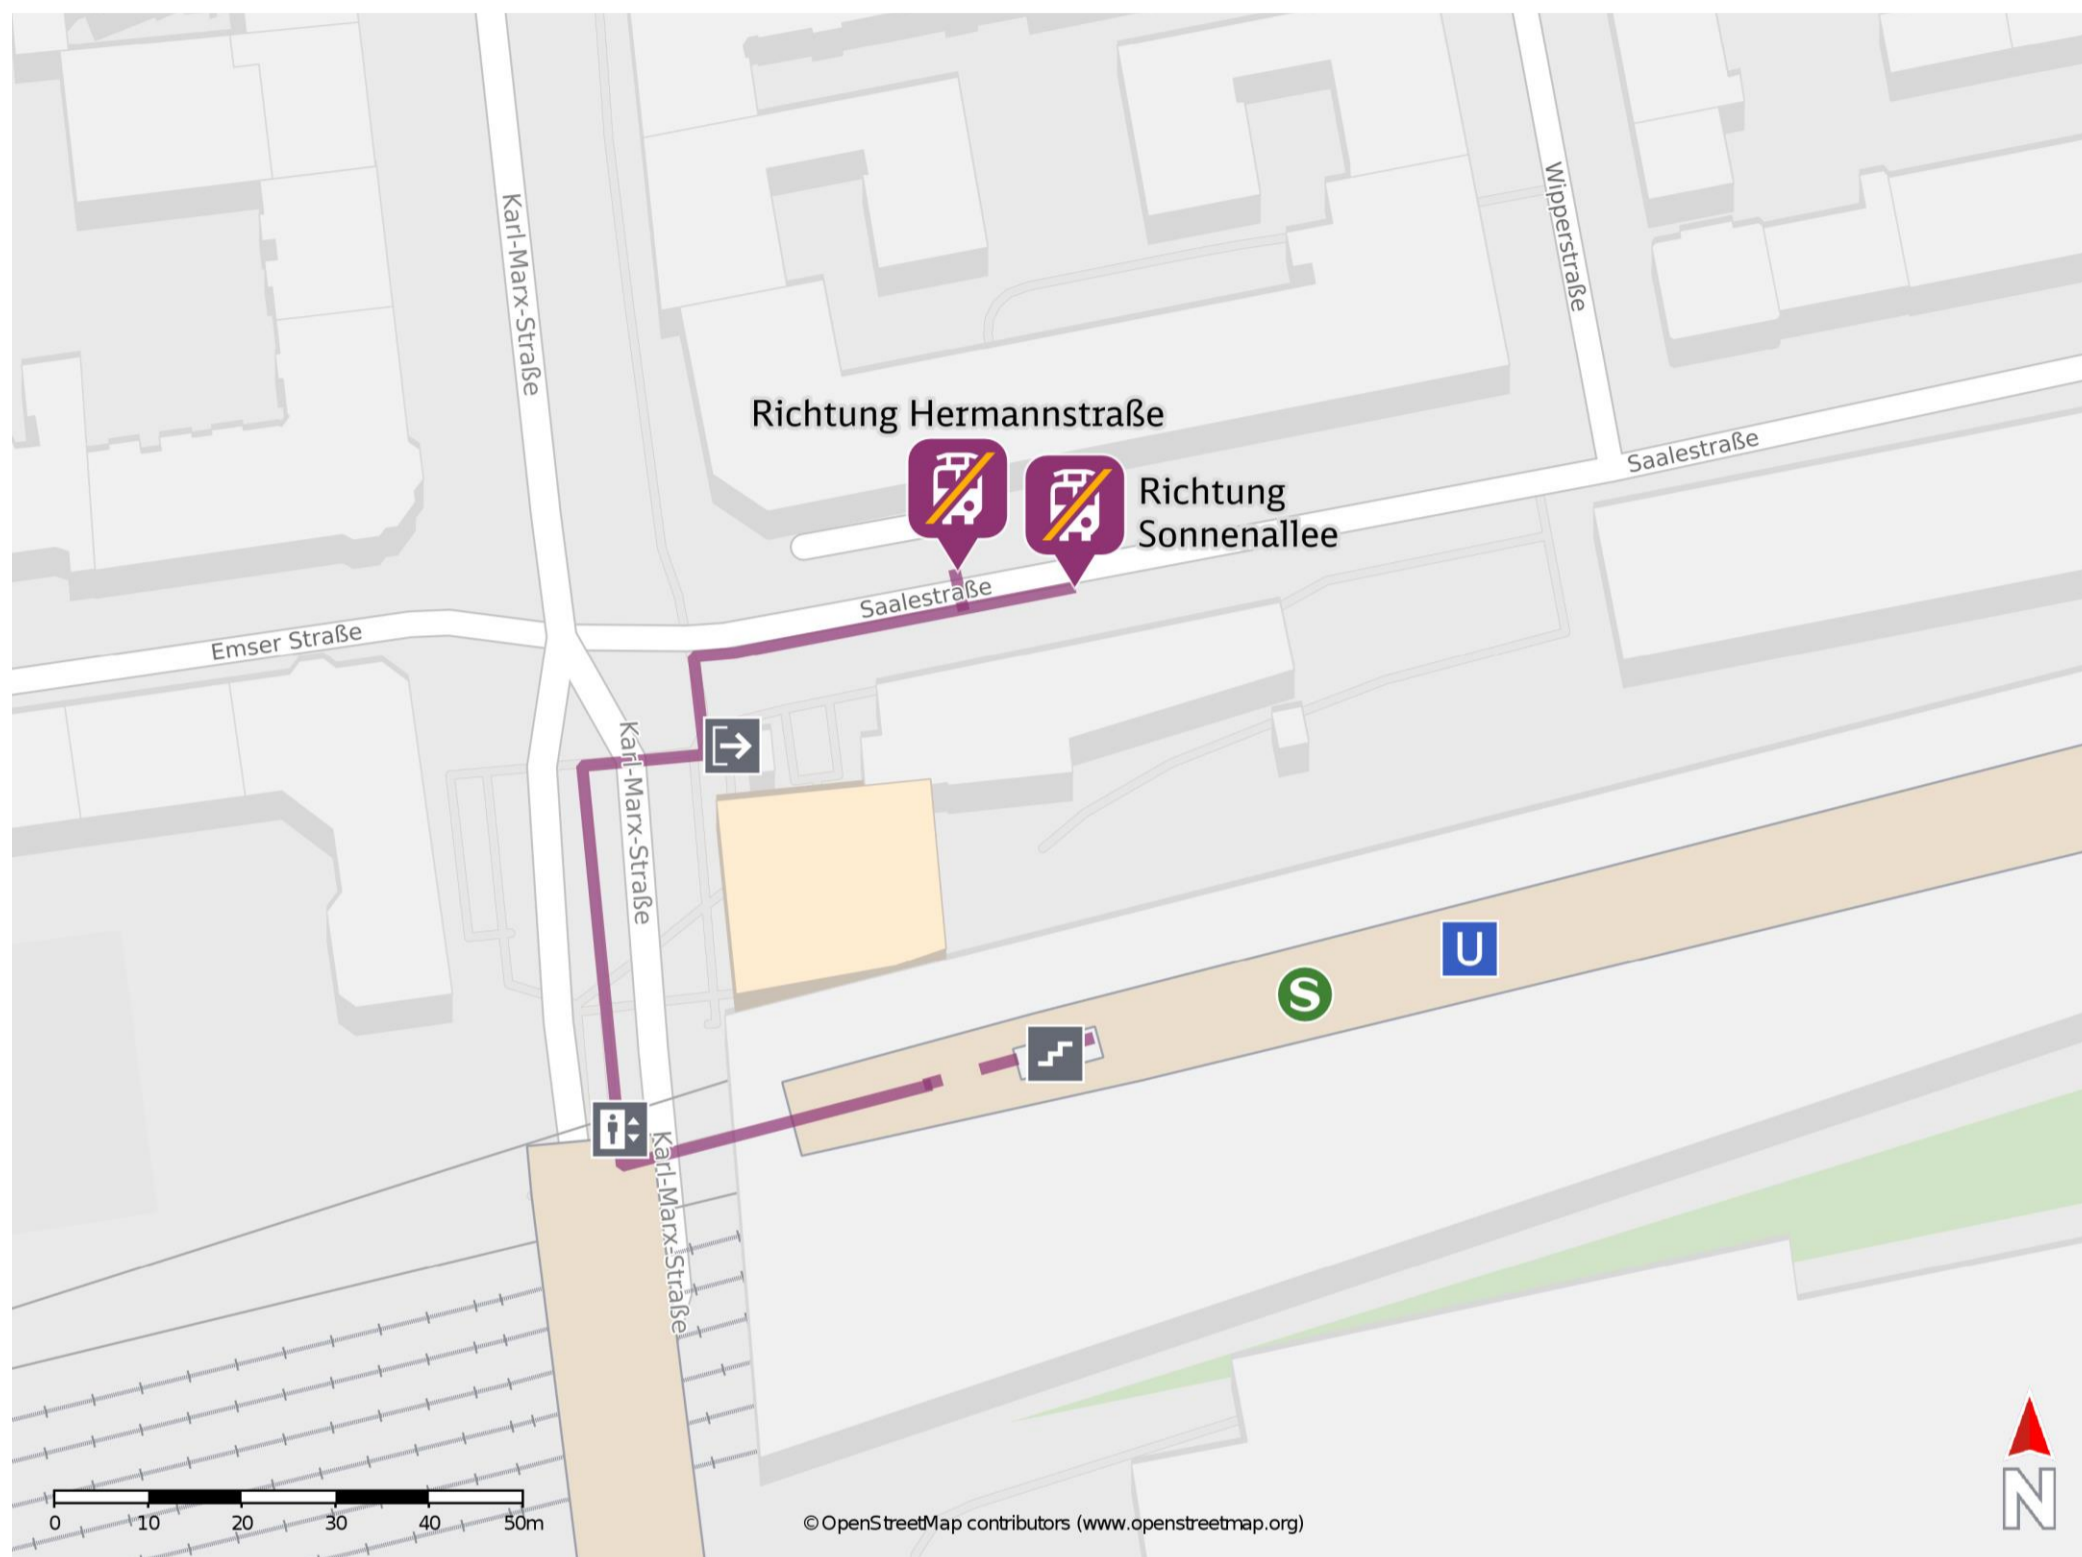 Karl-Marx-Straße
Wipperstraße
Richtung Hermannstraße
Richtung
Sonnenallee
Saalestraße
Saalestraße
Emser Straße
Karl-Marx-Straße
U
S
Karl-Marx-Straße
0 10 20 30 40 50m
© OpenStreetMap contributors (www.openstreetmap.org)
N